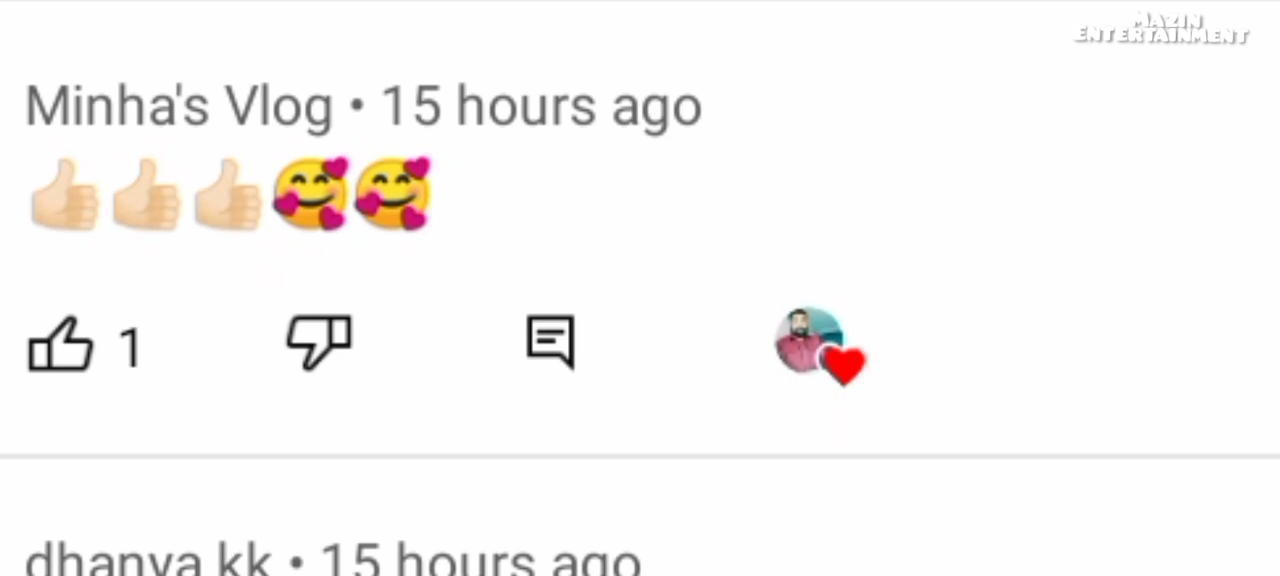 MAZIN
ENTERTAINMENT
Minha's Vlog • 15 hours ago
👍🏻👍🏻👍🏻🥰🥰
1
dhanya kk • 15 hours ago